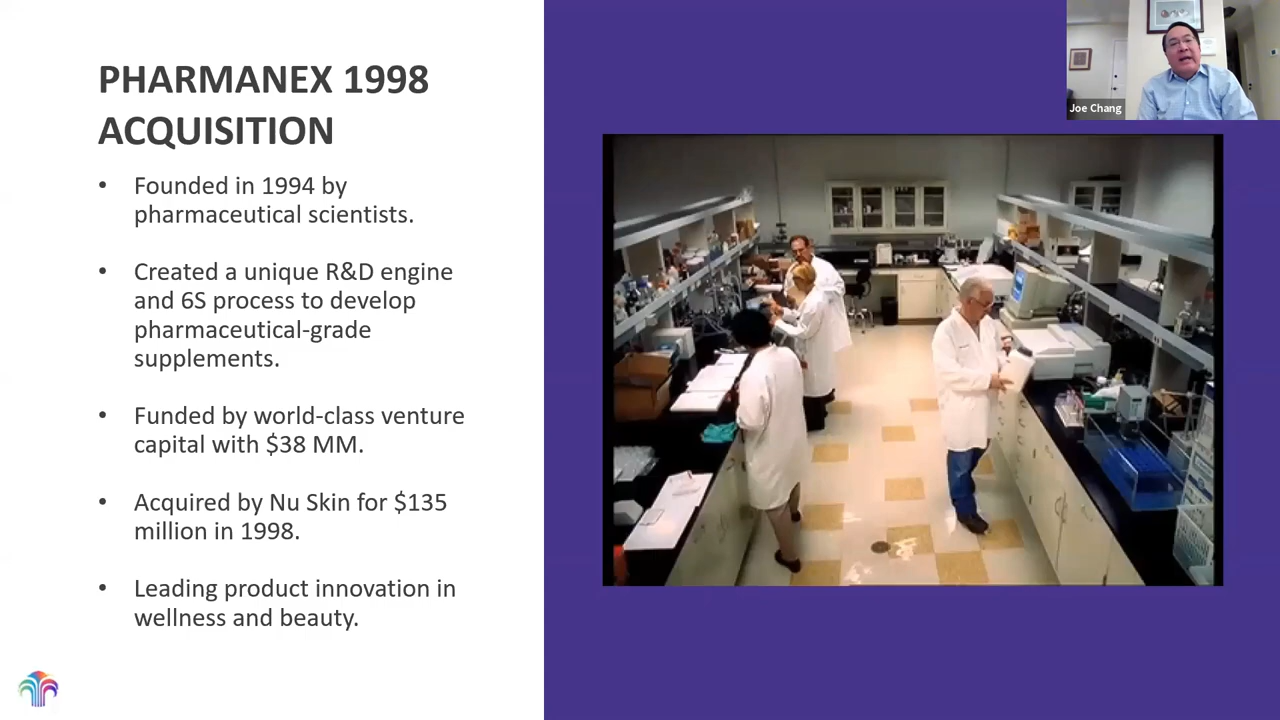 PHARMANEX 1998
ACQUISITION
• Founded in 1994 by
pharmaceutical scientists.
• Created a unique R&D engine
and 6S process to develop
pharmaceutical-grade
supplements.
• Funded by world-class venture
capital with $38 MM.
• Acquired by Nu Skin for $135
million in 1998.
• Leading product innovation in
wellness and beauty.
Joe Chang